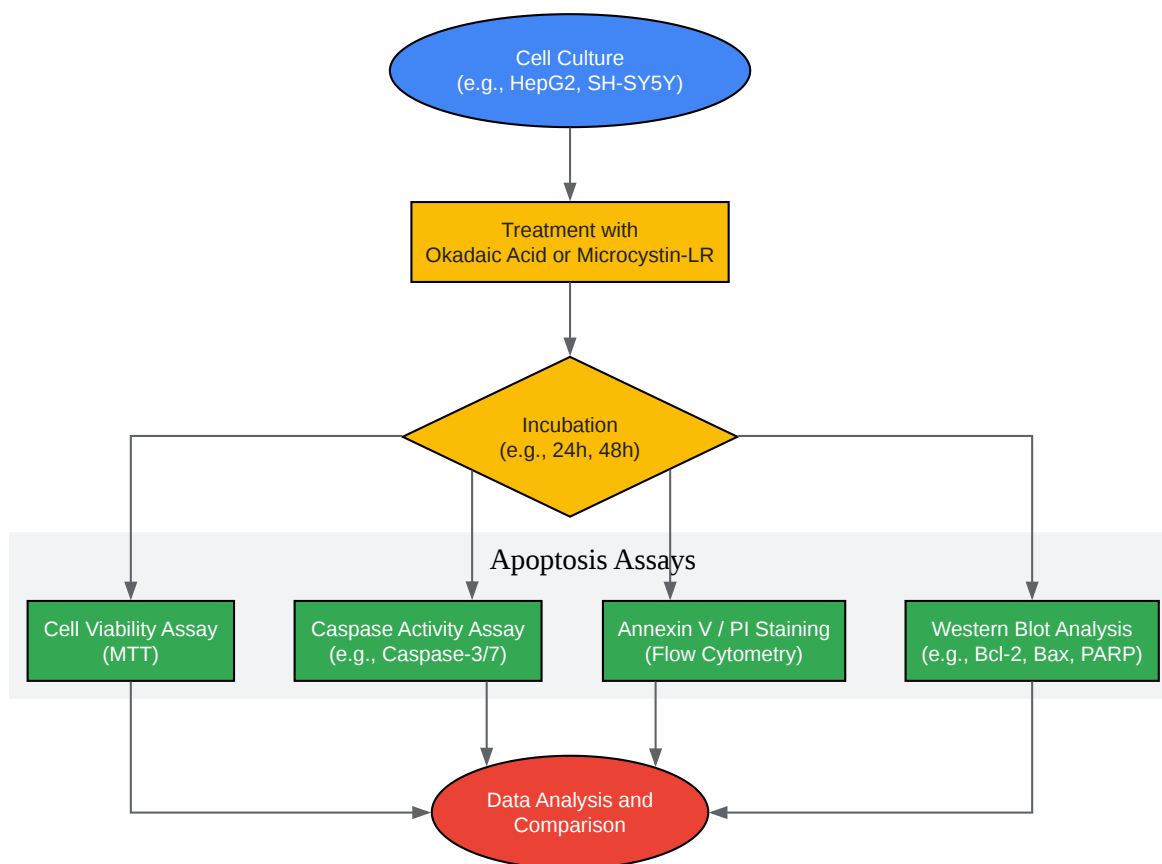 Cell Culture
(e.g., HepG2, SH-SY5Y)
Treatment with
Okadaic Acid or Microcystin-LR
Incubation
(e.g., 24h, 48h)
Apoptosis Assays
Cell Viability Assay
(MTT)
Caspase Activity Assay
(e.g., Caspase-3/7)
Annexin V / PI Staining
(Flow Cytometry)
Western Blot Analysis
(e.g., Bcl-2, Bax, PARP)
Data Analysis and
Comparison